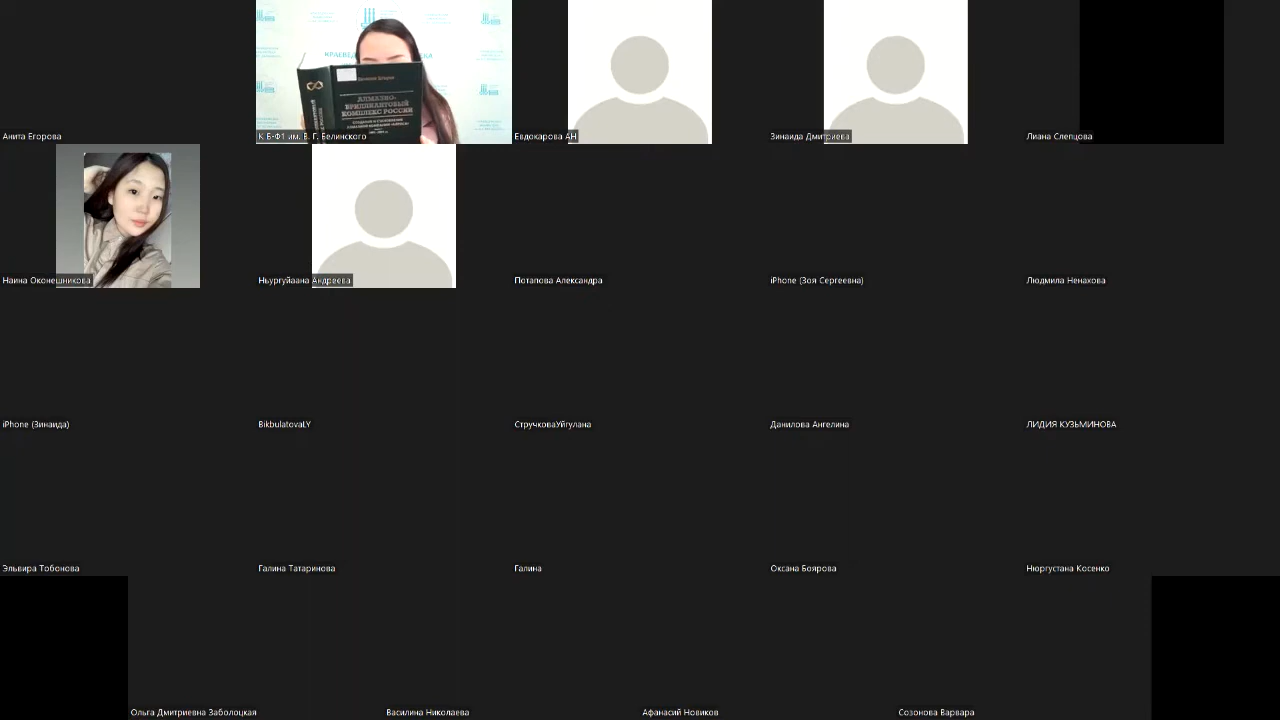 АЛМАЗНО-
БРИЛЛИАНТОВЫЙ
КОМПЛЕКС РОССИИ
Анита Егорова
им. В. Г. Белинского
Евдокарова АН
Зинаида Дмитриева
Лиана Слепцова
Наина Оконешникова
Ньургуйаана Андреева
Потапова Александра
iPhone (Зоя Сергеевна)
Людмила Ненахова
iPhone (Зинаида)
BikbulatovaLY
СтручковаУйгулана
Данилова Ангелина
ЛИДИЯ КУЗЬМИНОВА
Эльвира Тобонова
Галина Татаринова
Галина
Оксана Боярова
Нюргустана Косенко
Ольга Дмитриевна Заболоцкая
Василина Николаева
Афанасий Новиков
Созонова Варвара